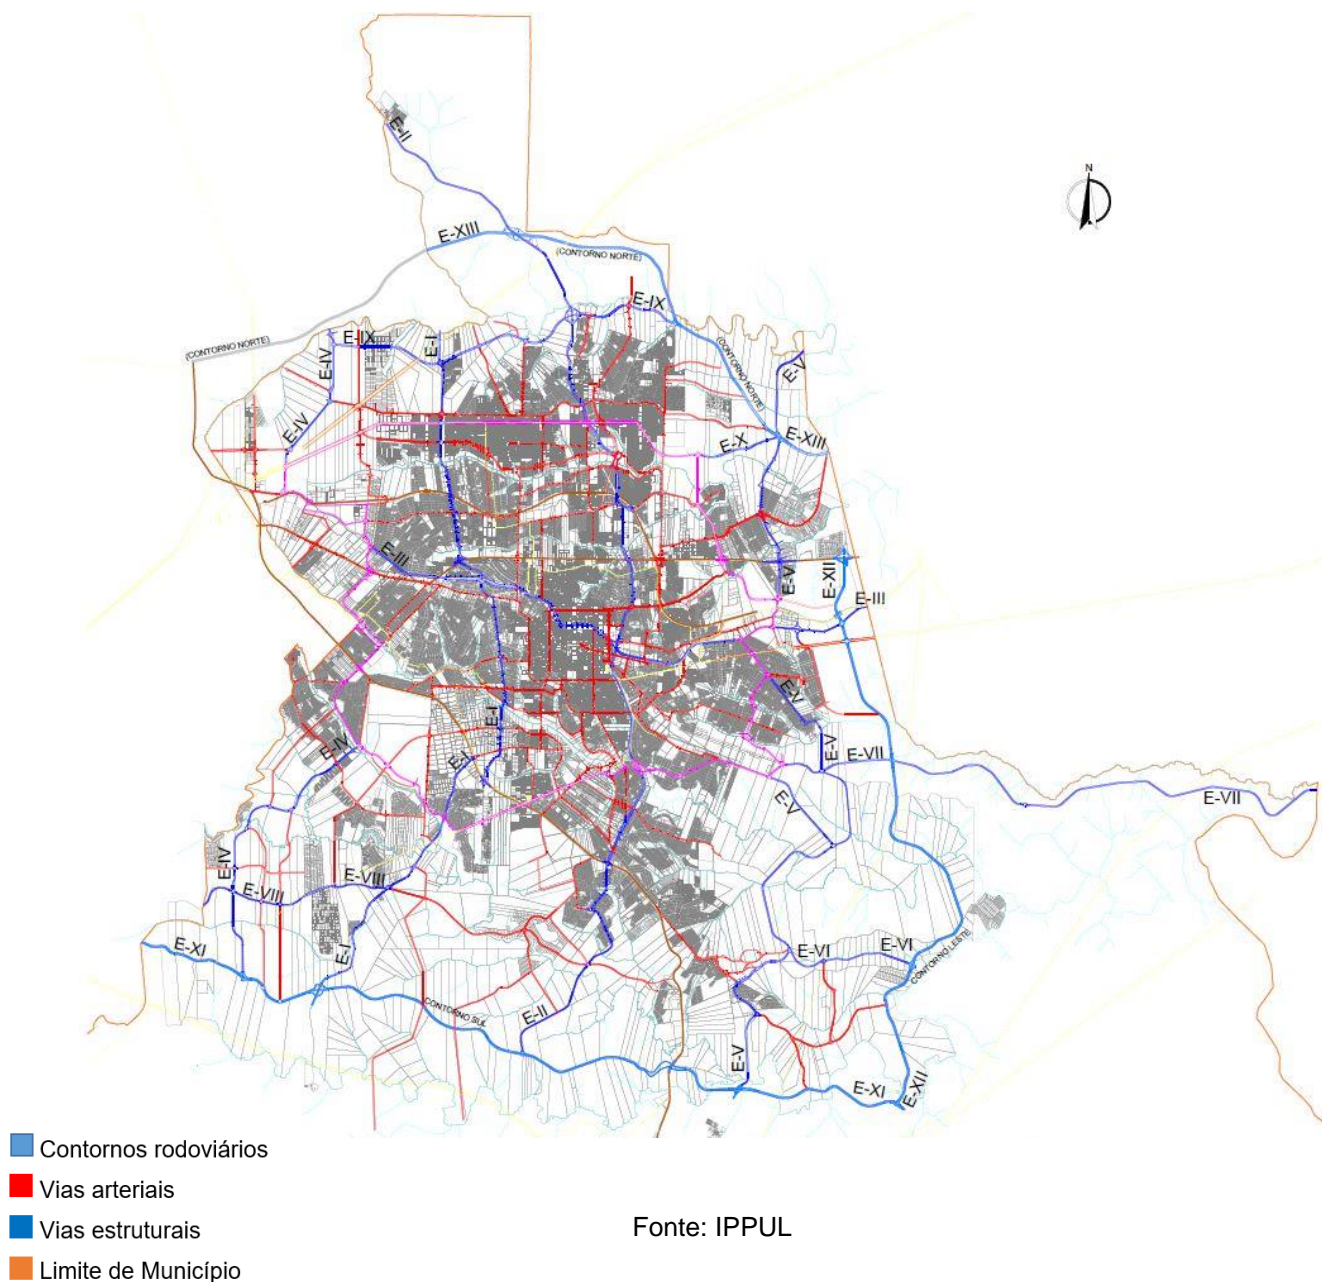 E-II
N
E-XIII
(CONTORNO NORTE)
E-IX
(CONTORNO NORTE)
E-IX
E-I
E-IV
(CONTORNO NORTE)
E-V
E-IV
E-X
E-XIII
E-III
E-V
E-XII
E-III
E-V
E-I
E-IV
E-I
E-V
E-VII
E-V
E-VII
E-IV
E-VIII
E-VIII
E-XI
E-I
E-VI
E-VI
CONTORNO LESTE
CONTORNO SUL
E-II
E-V
E-XI
E-XII
Contornos rodoviários
Vias arteriais
Vias estruturais
Fonte: IPPUL
Limite de Município